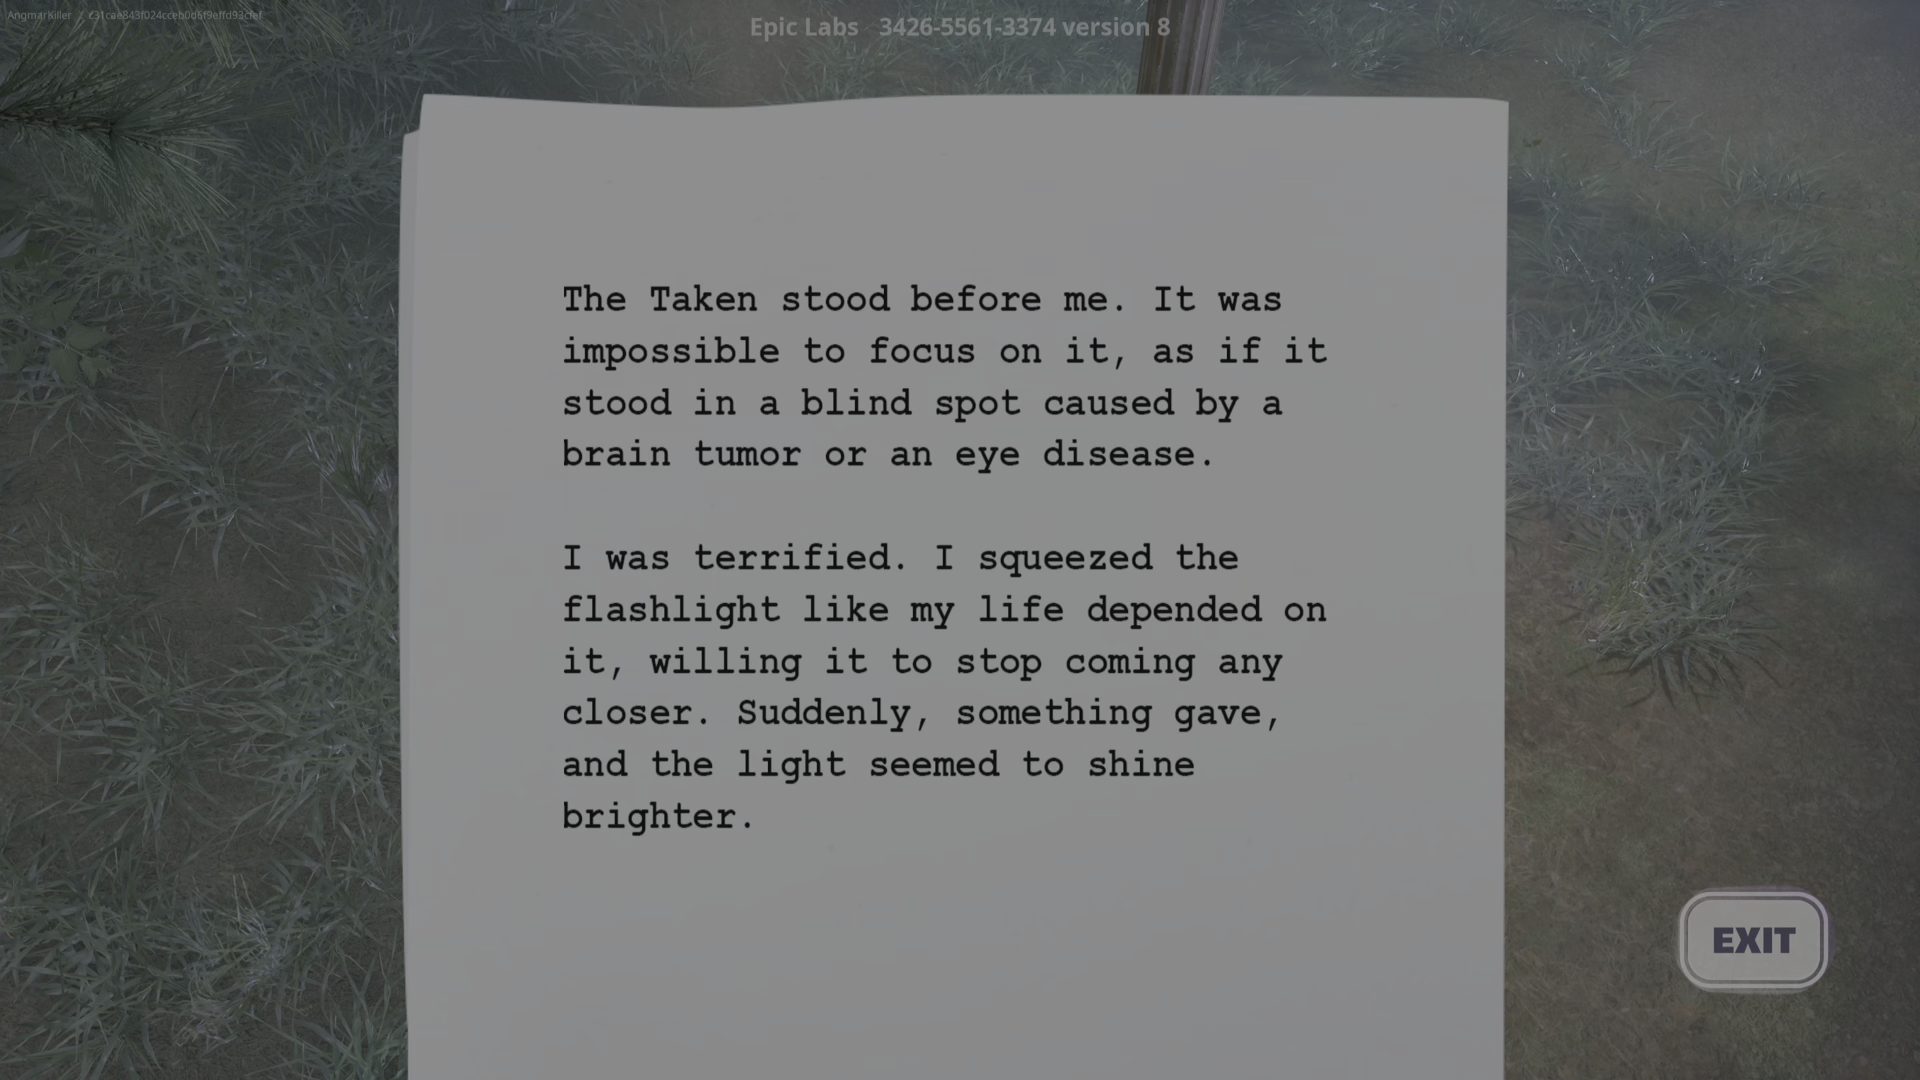 AngmarKiller / c31cae843f024cceb0d6f9effd93cfef
Epic Labs 3426-5561-3374 version 8
The Taken stood before me. It was
impossible to focus on it, as if it
stood in a blind spot caused by a
brain tumor or an eye disease.
I was terrified. I squeezed the
flashlight like my life depended on
it, willing it to stop coming any
closer. Suddenly, something gave,
and the light seemed to shine
brighter.
EXIT